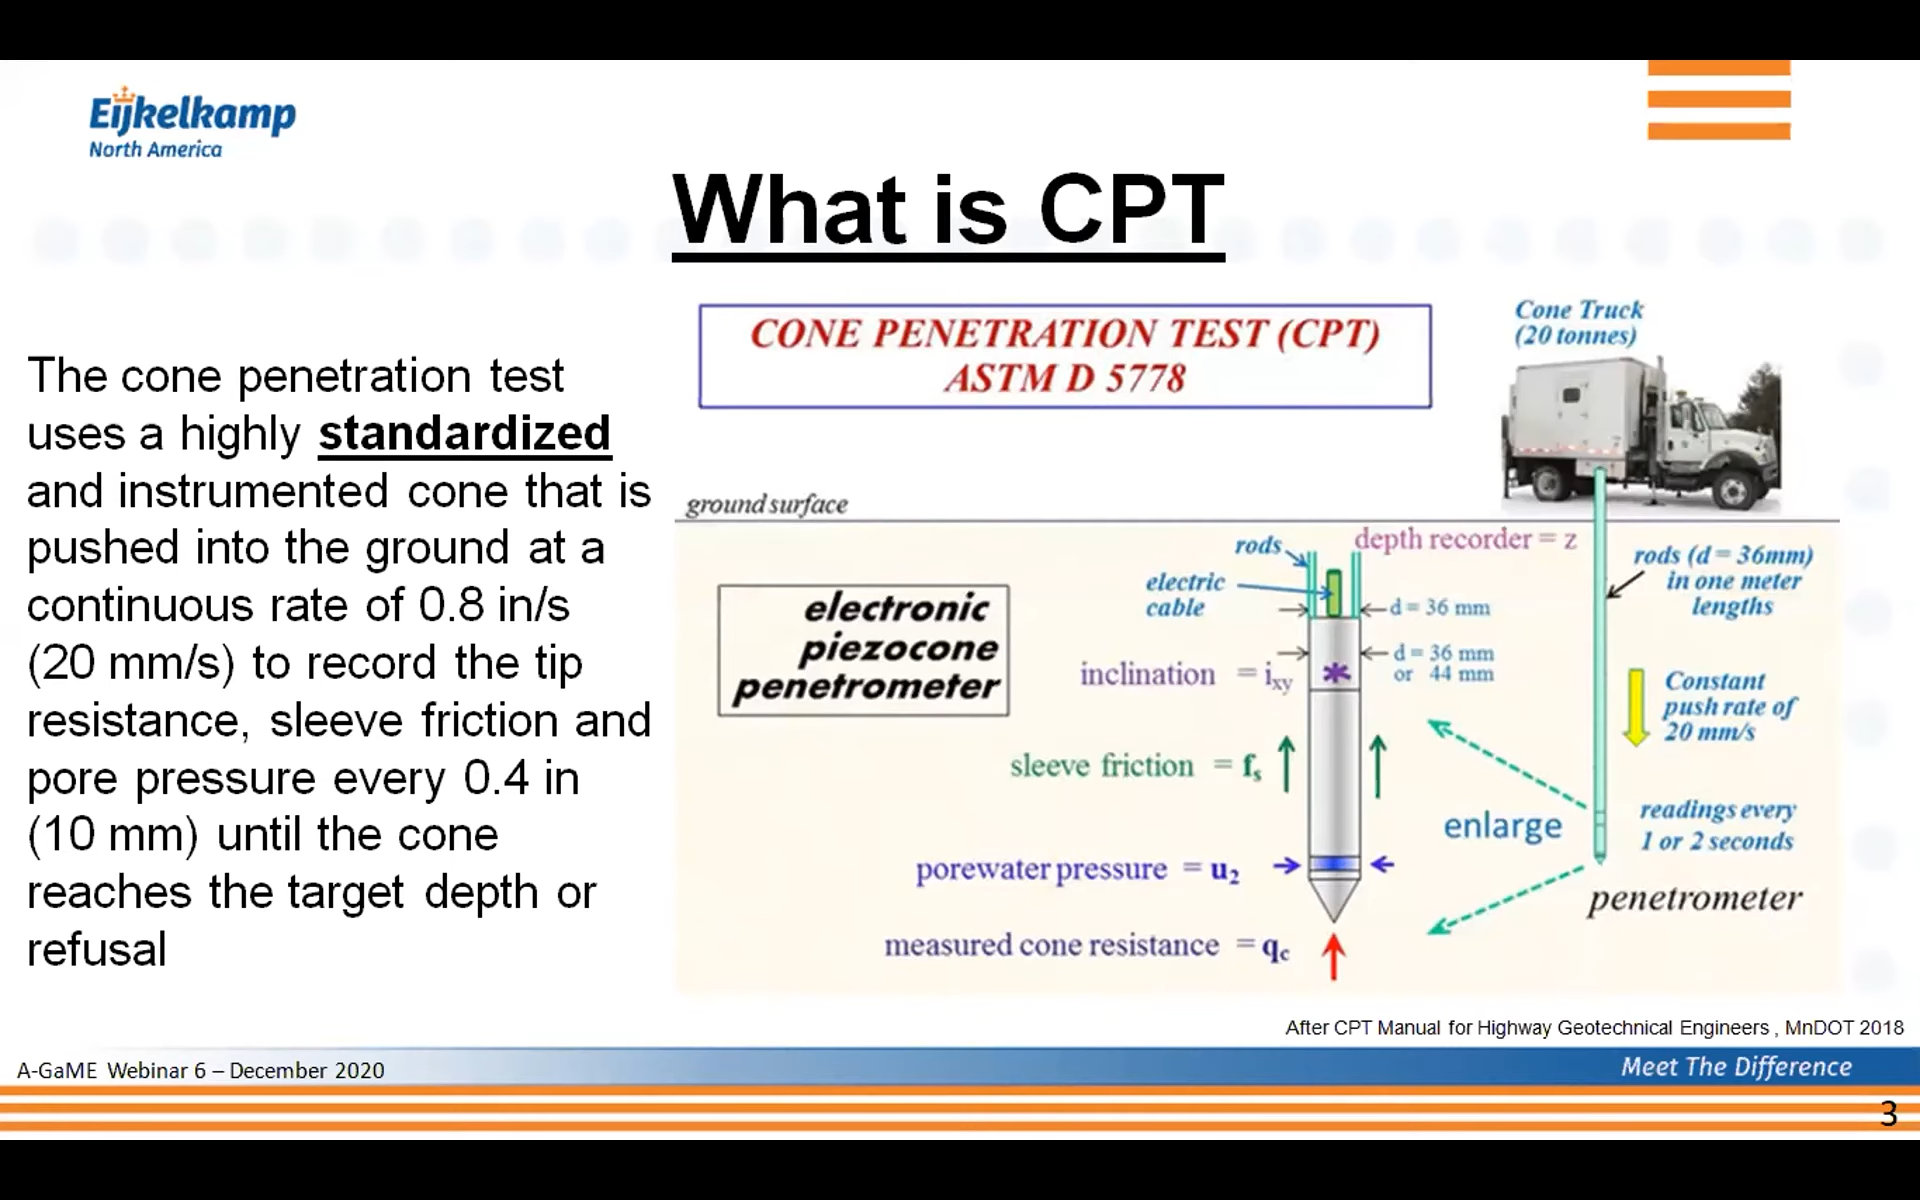 Eijkelkamp
North America
What is CPT
The cone penetration test
uses a highly standardized
and instrumented cone that is
pushed into the ground at a
continuous rate of 0.8 in/s
(20 mm/s) to record the tip
resistance, sleeve friction and
pore pressure every 0.4 in
(10 mm) until the cone
reaches the target depth or
refusal
CONE PENETRATION TEST (CPT)
ASTM D 5778
Cone Truck
(20 tonnes)
ground surface
rods
depth recorder = z
electric
cable
d = 36 mm
electronic
piezocone
penetrometer
inclination = ixy
d = 36 mm
or 44 mm
rods (d = 36mm)
in one meter
lengths
Constant
push rate of
20 mm/s
sleeve friction = fs
enlarge
readings every
1 or 2 seconds
porewater pressure = u2
penetrometer
measured cone resistance = qc
After CPT Manual for Highway Geotechnical Engineers , MnDOT 2018
A-GaME Webinar 6 – December 2020
Meet The Difference
3